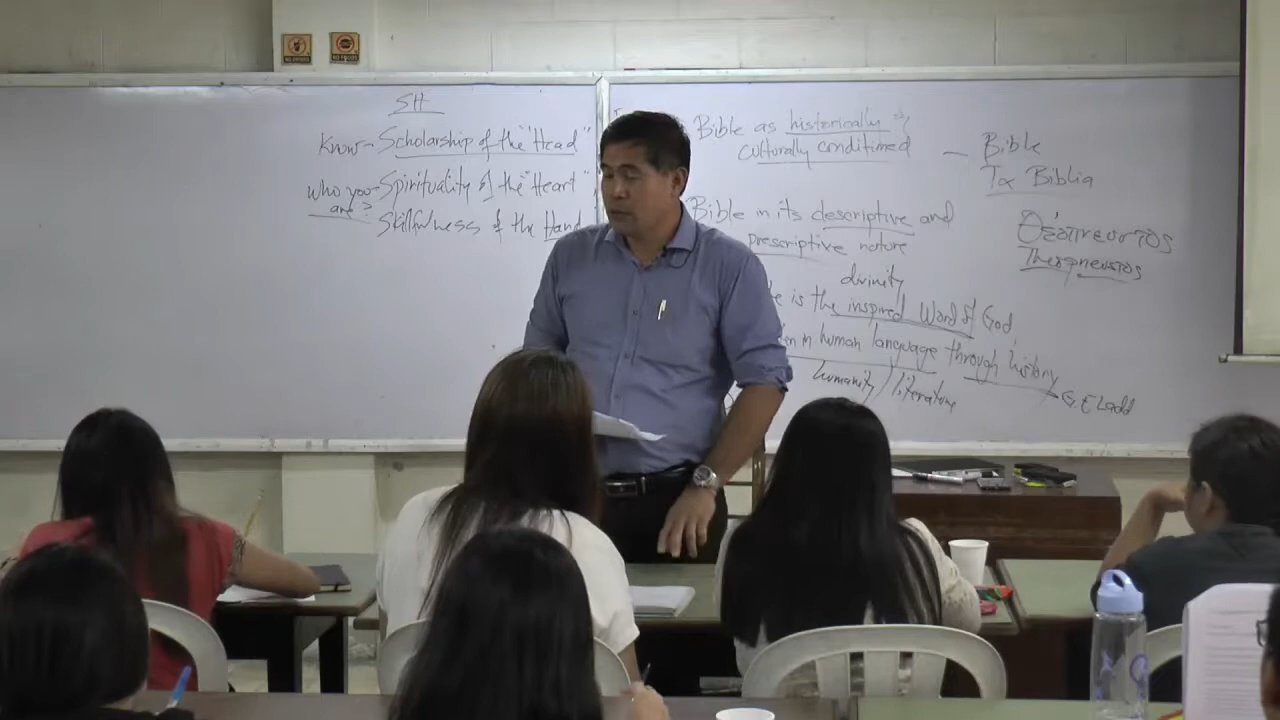 SH
Know- Scholarship of the "Head"
who you are? - Spirituality of the "Heart"
Skillfulness of the Hand
Bible as historically &
culturally conditioned
Bible in its descriptive and
prescriptive nature
divinity
is the inspired Word of God
in human language through history
humanity/literature
G.E Ladd
— Bible
Τα Biblia
Θεόπνευστος
Theopneustos